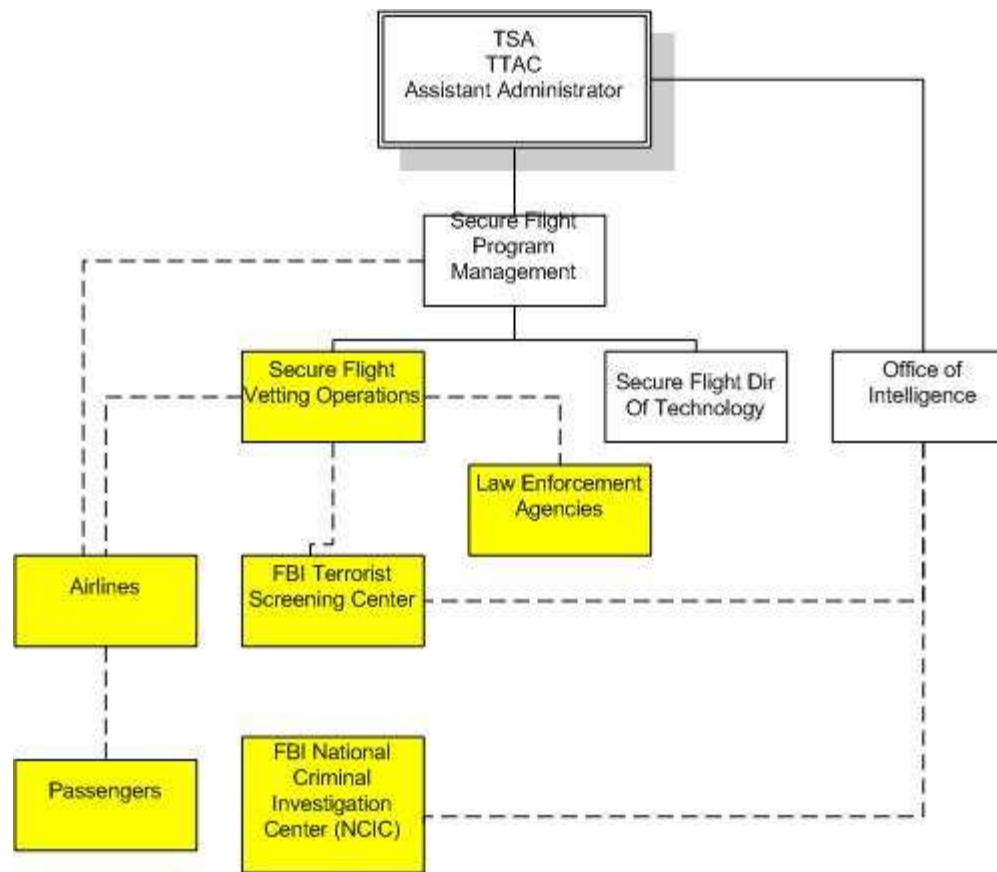 TSA
TTAC
Assistant Administrator
Secure Flight
Program
Management
Secure Flight
Vetting Operations
Secure Flight Dir
Of Technology
Office of
Intelligence
Law Enforcement
Agencies
Airlines
FBI Terrorist
Screening Center
Passengers
FBI National
Criminal
Investigation
Center (NCIC)